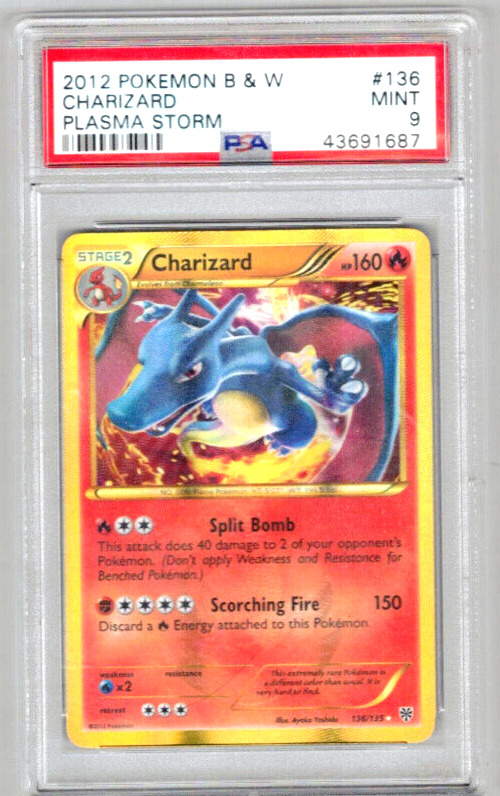 2012 POKEMON B & W #136
CHARIZARD MINT
PLASMA STORM 9
PSA 43691687
STAGE2 Charizard HP160
Evolves from Charmeleon
Split Bomb
This attack does 40 damage to 2 of your opponent's
Pokémon. (Don't apply Weakness and Resistance for
Benched Pokémon.)
Scorching Fire 150
Discard a Energy attached to this Pokémon.
weakness resistance
×2
retreat
This extremely rare Pokémon is
a different color than usual. It is
very hard to find.
©2012 Pokémon
Illus. Ayaka Yoshida 136/135